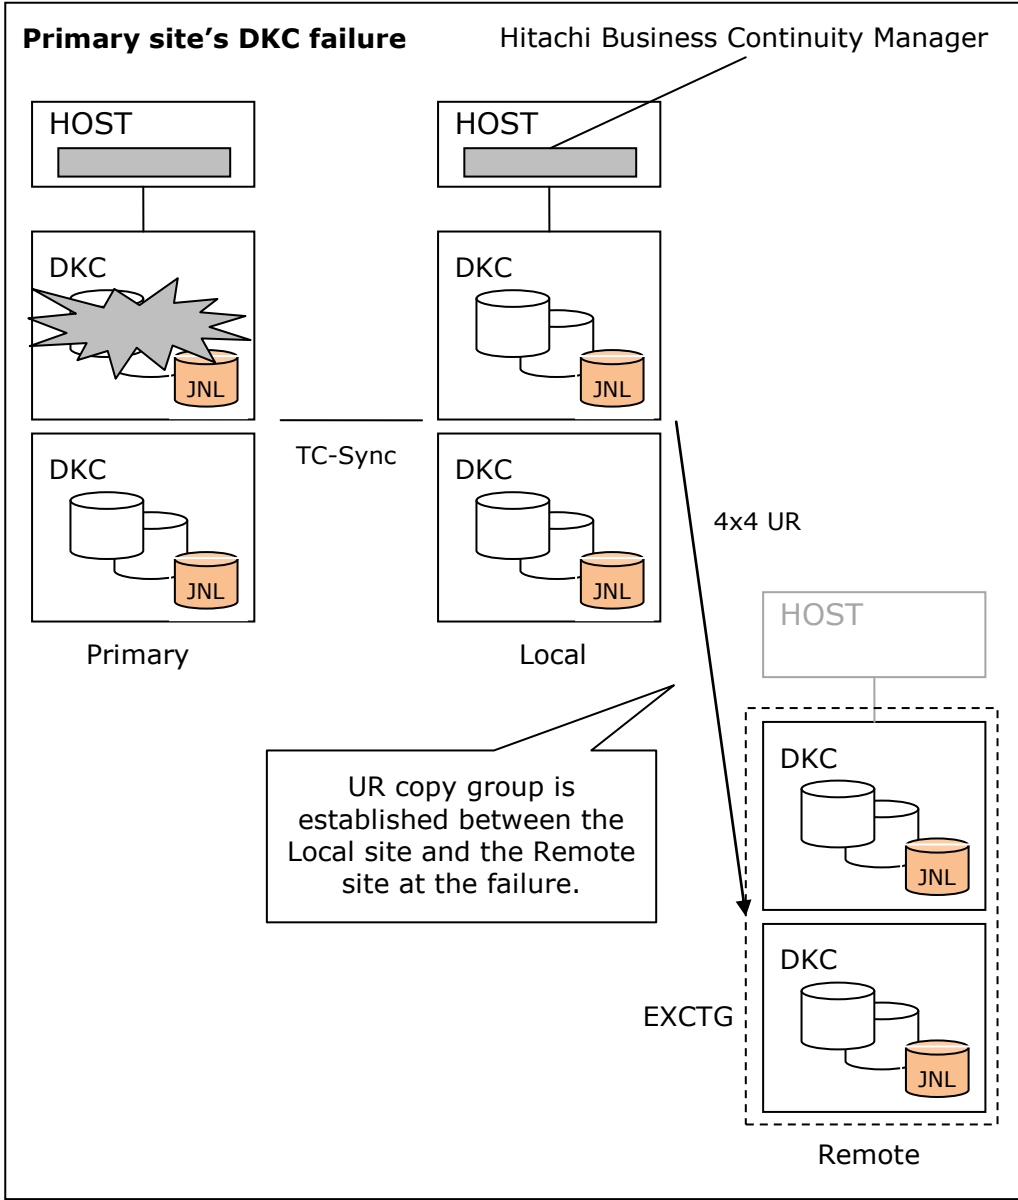 Primary site's DKC failure
Hitachi Business Continuity Manager
HOST
HOST
DKC
JNL
DKC
JNL
TC-Sync
DKC
JNL
DKC
JNL
4x4 UR
Primary
Local
HOST
UR copy group is
established between the
Local site and the Remote
site at the failure.
DKC
JNL
DKC
JNL
EXCTG
Remote